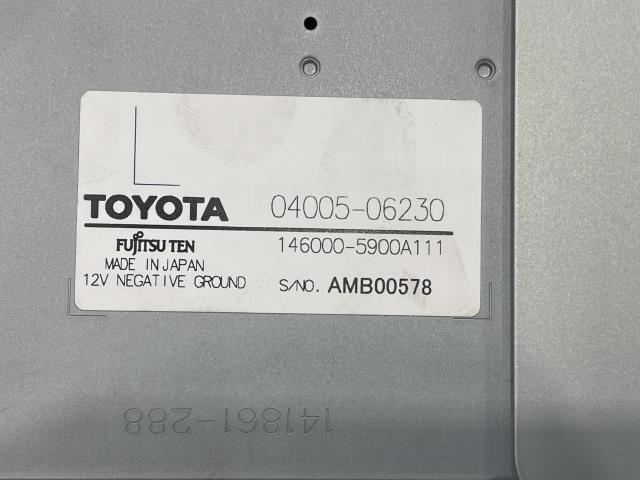 TOYOTA 04005-06230
FUJITSU TEN 146000-5900A111
MADE IN JAPAN
12V NEGATIVE GROUND S/NO. AMB00578
141861-288